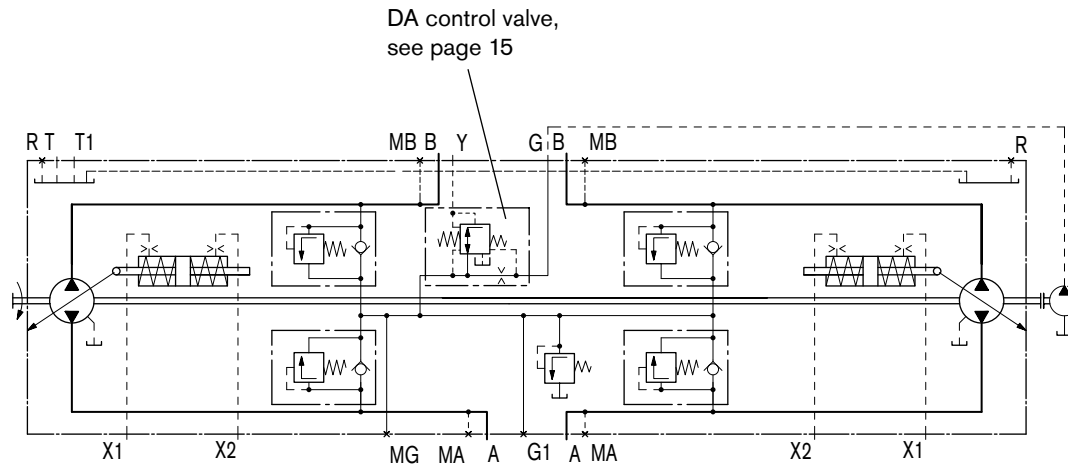 DA control valve,
see page 15
R T T1 MB B Y G B MB R
X1 X2 MG MA A G1 A MA X2 X1